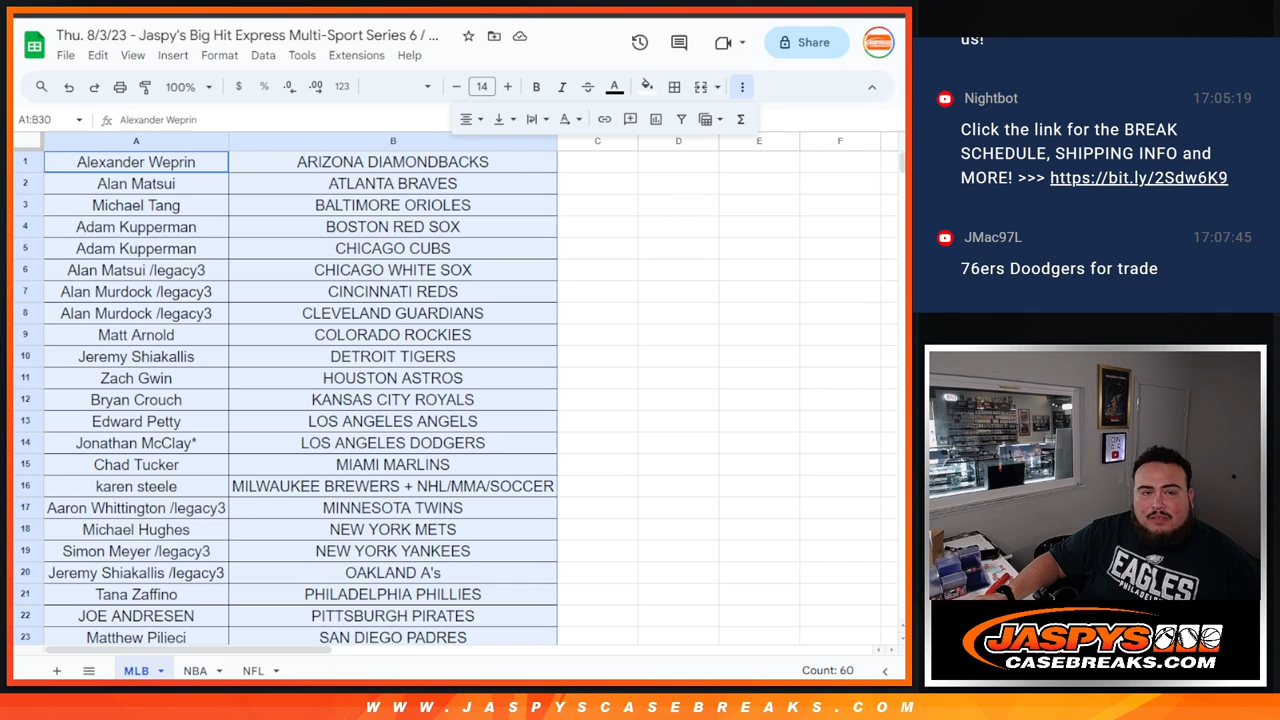 Thu. 8/3/23 - Jaspy's Big Hit Express Multi-Sport Series 6 / ...
Share
File Edit View Insert Format Data Tools Extensions Help
100% $ % .0 .00 123 14 B I A
A1:B30 fx Alexander Weprin
A B C D E F
1 Alexander Weprin ARIZONA DIAMONDBACKS
2 Alan Matsui ATLANTA BRAVES
3 Michael Tang BALTIMORE ORIOLES
4 Adam Kupperman BOSTON RED SOX
5 Adam Kupperman CHICAGO CUBS
6 Alan Matsui /legacy3 CHICAGO WHITE SOX
7 Alan Murdock /legacy3 CINCINNATI REDS
8 Alan Murdock /legacy3 CLEVELAND GUARDIANS
9 Matt Arnold COLORADO ROCKIES
10 Jeremy Shiakallis DETROIT TIGERS
11 Zach Gwin HOUSTON ASTROS
12 Bryan Crouch KANSAS CITY ROYALS
13 Edward Petty LOS ANGELES ANGELS
14 Jonathan McClay* LOS ANGELES DODGERS
15 Chad Tucker MIAMI MARLINS
16 karen steele MILWAUKEE BREWERS + NHL/MMA/SOCCER
17 Aaron Whittington /legacy3 MINNESOTA TWINS
18 Michael Hughes NEW YORK METS
19 Simon Meyer /legacy3 NEW YORK YANKEES
20 Jeremy Shiakallis /legacy3 OAKLAND A's
21 Tana Zaffino PHILADELPHIA PHILLIES
22 JOE ANDRESEN PITTSBURGH PIRATES
23 Matthew Pilieci SAN DIEGO PADRES
MLB NBA NFL Count: 60
us!
Nightbot 17:05:19
Click the link for the BREAK
SCHEDULE, SHIPPING INFO and
MORE! >>> https://bit.ly/2Sdw6K9
JMac97L 17:07:45
76ers Doodgers for trade
ON AIR
EAGLES
JASPYS
CASEBREAKS.COM
WWW.JASPYSCASEBREAKS.COM